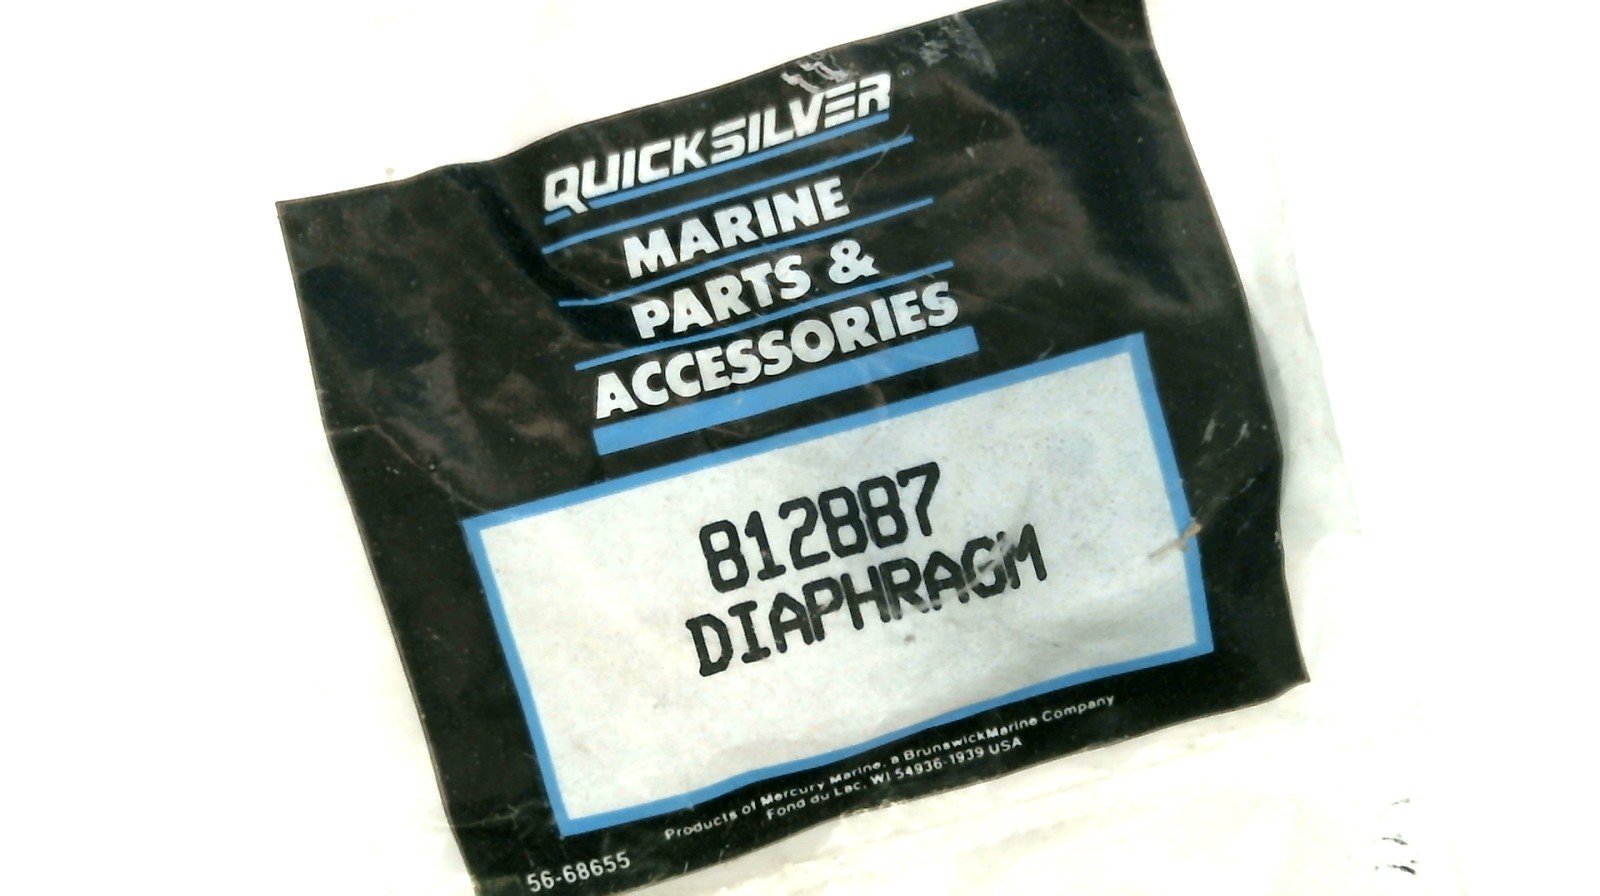 QUICKSILVER
MARINE
PARTS &
ACCESSORIES
812887
DIAPHRAGM
Products of Mercury Marine, a Brunswick Marine Company
Fond du Lac, WI 54936-1939 USA
56-68655